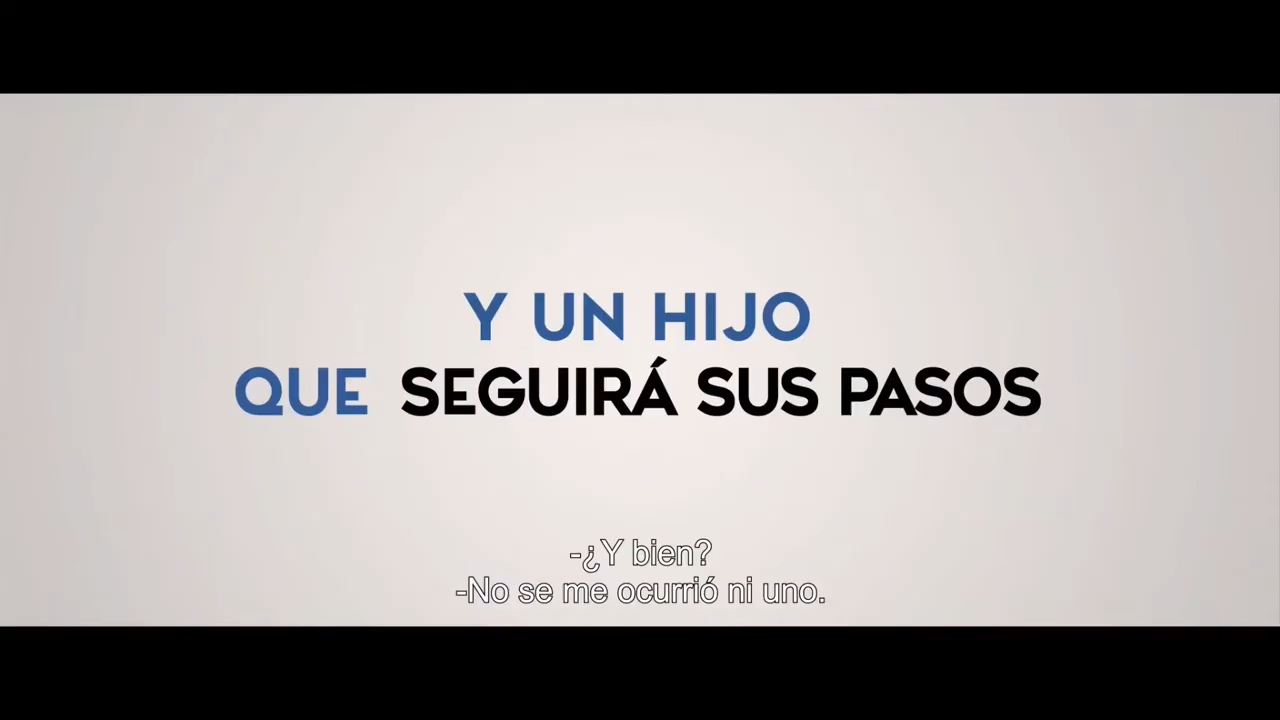 Y UN HIJO
QUE SEGUIRÁ SUS PASOS
-¿Y bien?
-No se me ocurrió ni uno.